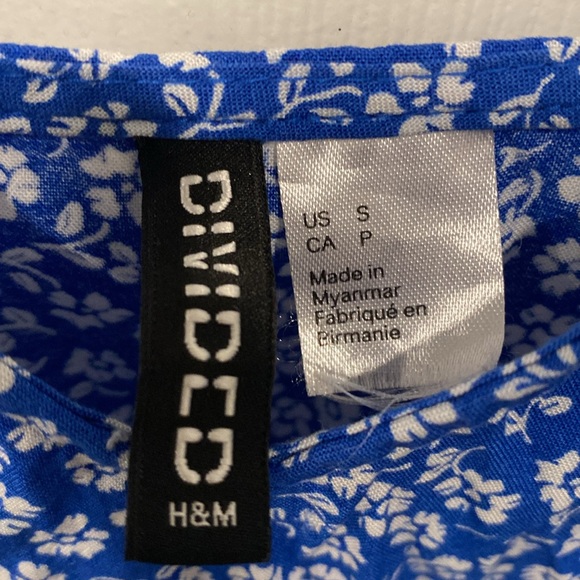 DIVIDED
H&M
US S
CA P
Made in
Myanmar
Fabriqué en
Birmanie